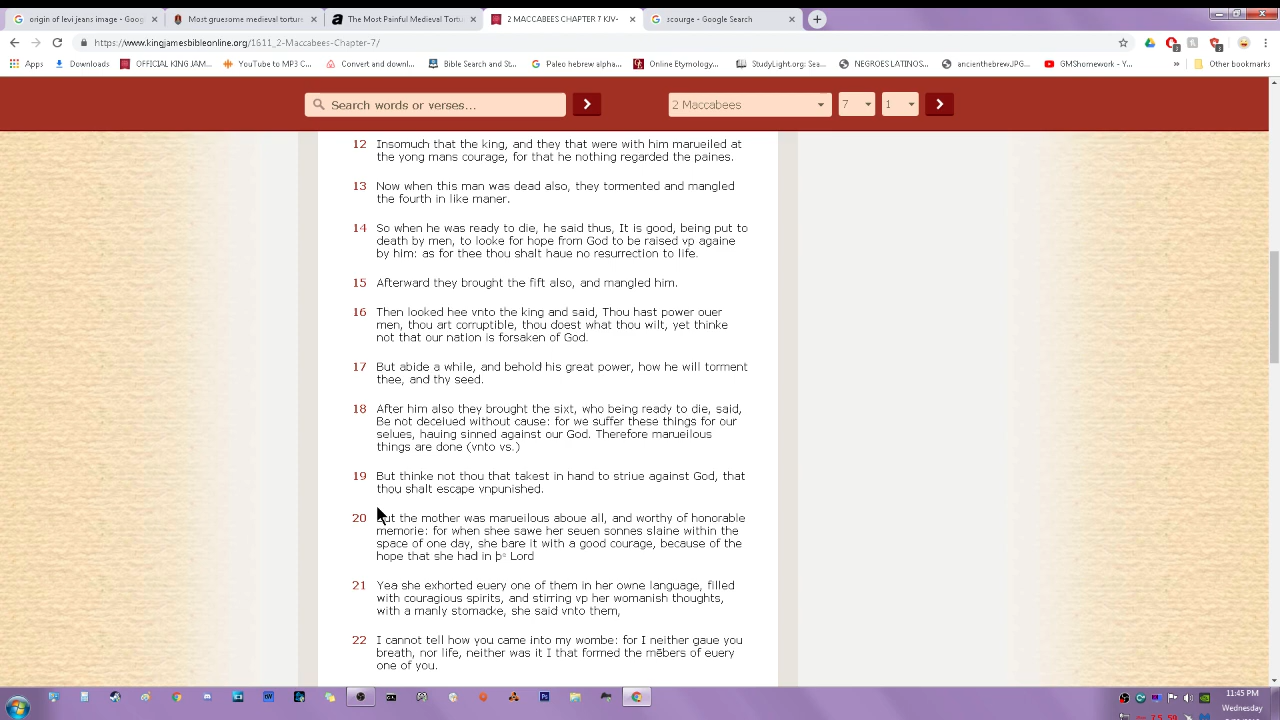 origin of levi jeans image - Goog
Most gruesome medieval torture
The Most Painful Medieval Tortu
2 MACC CHAPTER 7 KJV-
scourge - Google Search
https://www.kingjamesbibleonline.org/1611_2-Maccabees-Chapter-7/
Apps
Downloads
OFFICIAL KING JAM...
YouTube to MP3 C...
Convert and downl...
Bible Search and So...
Paleo hebrew alpha...
Online Etymology...
StudyLight.org: Sea...
NEGROES LATINOS...
ancienthebrewJPG...
GMShomework - Y...
»
Other bookmarks
Search words or verses...
2 Maccabees
7
1
12 Insomuch that the king, and they that were with him marueiled at
the yong mans courage, for that he nothing regarded the paines.
13 Now when this man was dead also, they tormented and mangled
the fourth in like maner.
14 So when he was ready to die, he said thus, It is good, being put to
death by men, to looke for hope from God to be raised vp againe
by him: as for thee thou shalt haue no resurrection to life.
15 Afterward they brought the fift also, and mangled him.
16 Then looked hee vnto the king and said, Thou hast power ouer
men, thou art corruptible, thou doest what thou wilt, yet thinke
not that our nation is forsaken of God.
17 But abide a while, and behold his great power, how he will torment
thee, and thy seed.
18 After him also they brought the sixt, who being ready to die, said,
Be not deceiued without cause: for we suffer these things for our
selues, hauing sinned against our God. Therefore marueilous
things are done (vnto vs.)
19 But thinke not thou that takest in hand to striue against God, that
thou shalt escape vnpunished.
20 But the mother was marueilous aboue all, and worthy of honorable
memorie: for when shee sawe her seuen sonnes slaine within the
space of one day, she bare it with a good courage, because of the
hope that she had in þᵉ Lord
21 Yea she exhorted euery one of them in her owne language, filled
with couragious spirits, and stirring vp her womanish thoughts,
with a manly stomacke, she said vnto them,
22 I cannot tell how you came into my wombe: for I neither gaue you
breath, nor life, neither was it I that formed the mēbers of euery
one of you.
11:45 PM
Wednesday